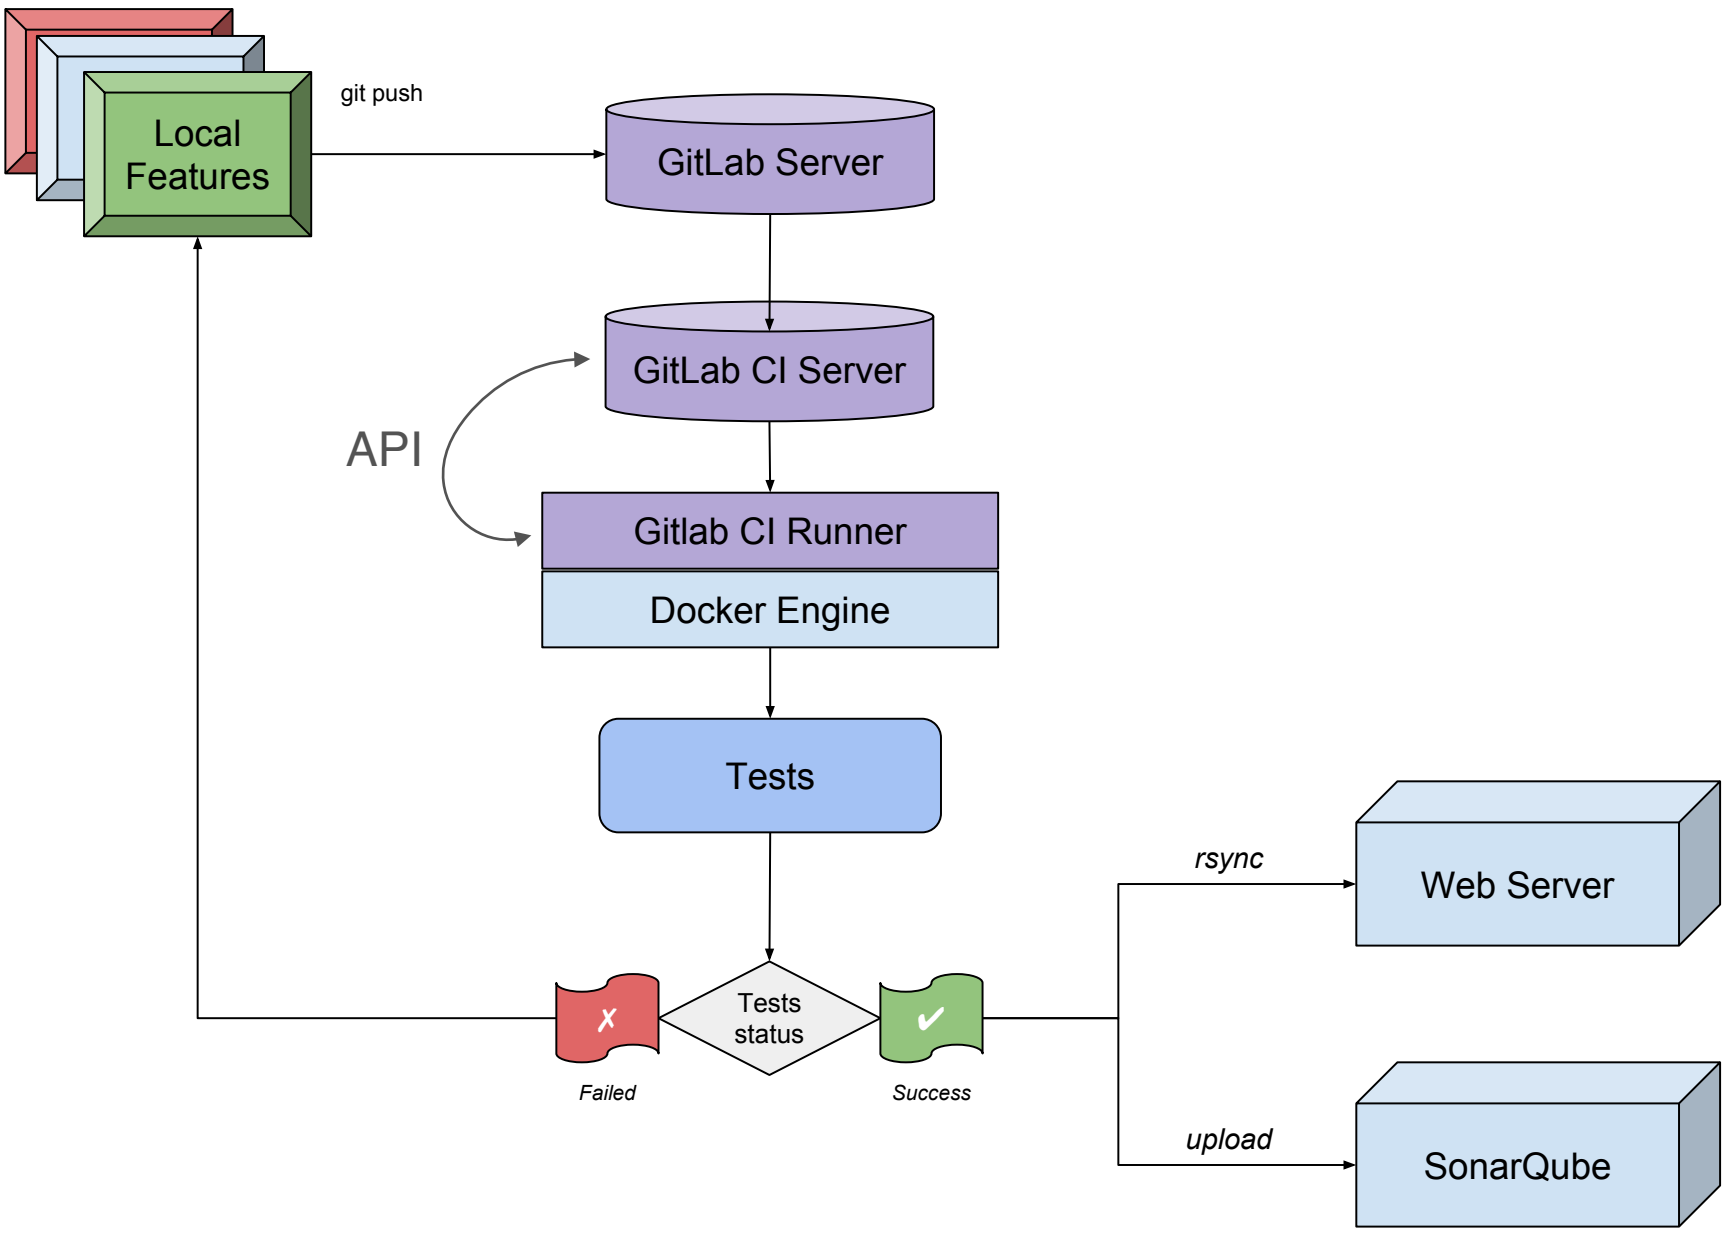 git push
Local
Features
GitLab Server
GitLab CI Server
API
Gitlab CI Runner
Docker Engine
Tests
rsync
Web Server
✗
Tests
status
✔
Failed
Success
upload
SonarQube